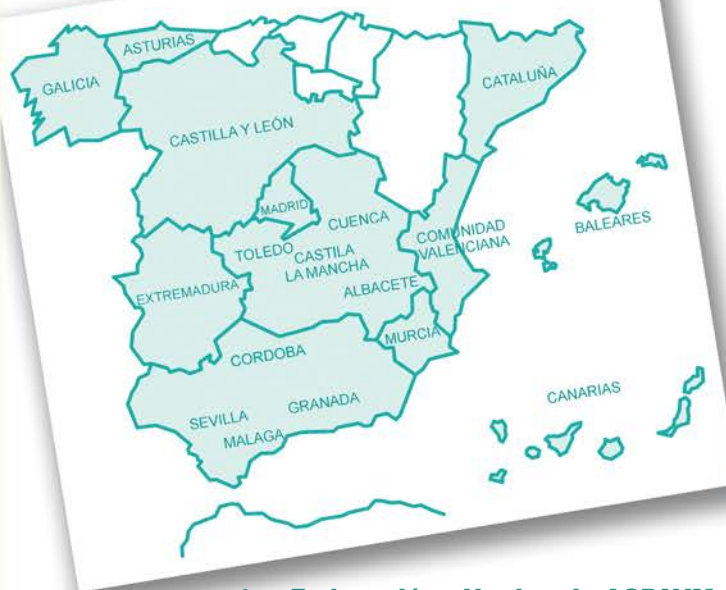 ASTURIAS
GALICIA
CATALUÑA
CASTILLA Y LEÓN
MADRID
CUENCA
BALEARES
COMUNIDAD
VALENCIANA
TOLEDO
CASTILA
LA MANCHA
ALBACETE
EXTREMADURA
MURCIA
CORDOBA
CANARIAS
GRANADA
SEVILLA
MALAGA